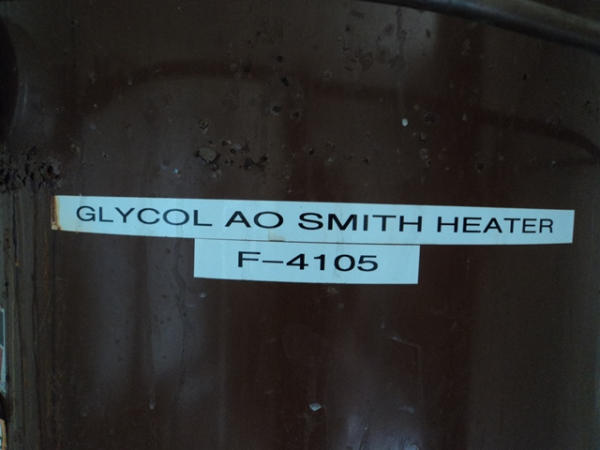 GLYCOL AO SMITH HEATER
F-4105